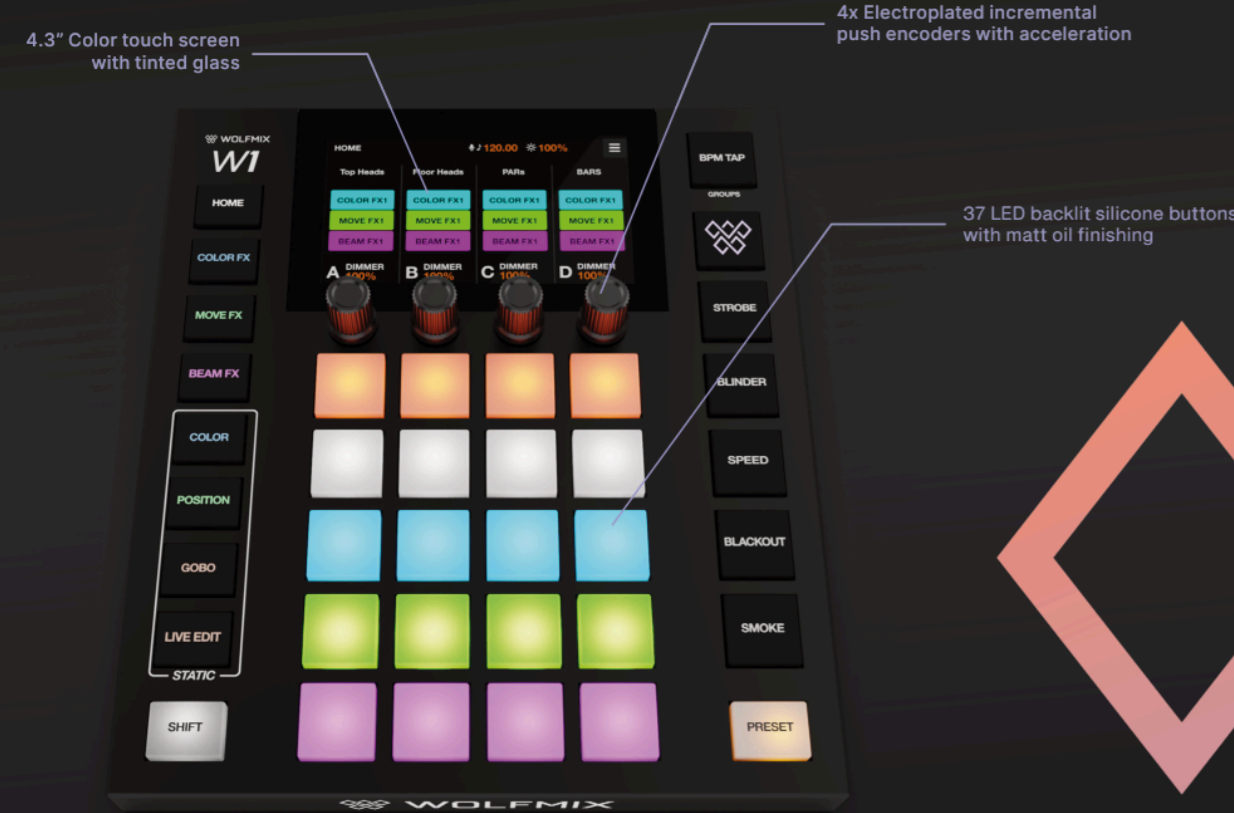 4.3” Color touch screen
with tinted glass
4x Electroplated incremental
push encoders with acceleration
37 LED backlit silicone buttons
with matt oil finishing
WOLFMIX
W1
HOME
COLOR FX
MOVE FX
BEAM FX
COLOR
POSITION
GOBO
LIVE EDIT
STATIC
SHIFT
HOME 120.00 100%
Top Heads Floor Heads PARs BARS
COLOR FX1 COLOR FX1 COLOR FX1 COLOR FX1
MOVE FX1 MOVE FX1 MOVE FX1 MOVE FX1
BEAM FX1 BEAM FX1 BEAM FX1 BEAM FX1
A DIMMER B DIMMER C DIMMER D DIMMER
100% 100% 100% 100%
BPM TAP
GROUPS
STROBE
BLINDER
SPEED
BLACKOUT
SMOKE
PRESET
WOLFMIX